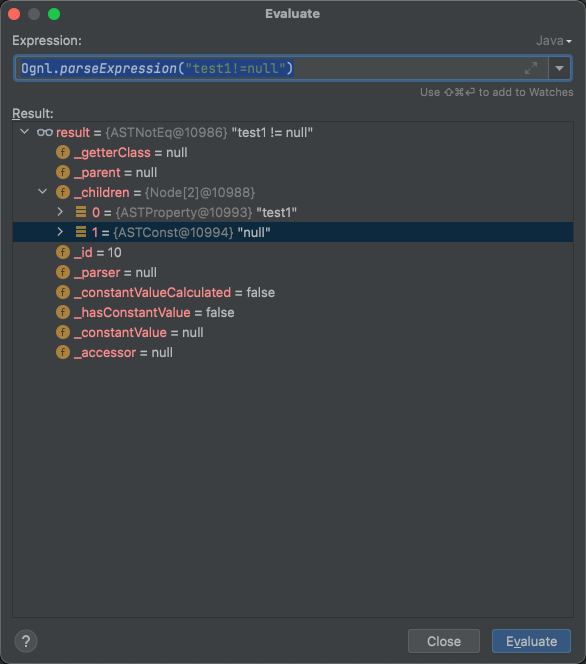 Evaluate
Expression:
Java
Ognl.parseExpression("test1!=null")
Use ⇧⌘⏎ to add to Watches
Result:
result = {ASTNotEq@10986} "test1 != null"
f _getterClass = null
f _parent = null
f _children = {Node[2]@10988}
0 = {ASTProperty@10993} "test1"
1 = {ASTConst@10994} "null"
f _id = 10
f _parser = null
f _constantValueCalculated = false
f _hasConstantValue = false
f _constantValue = null
f _accessor = null
? Close Evaluate